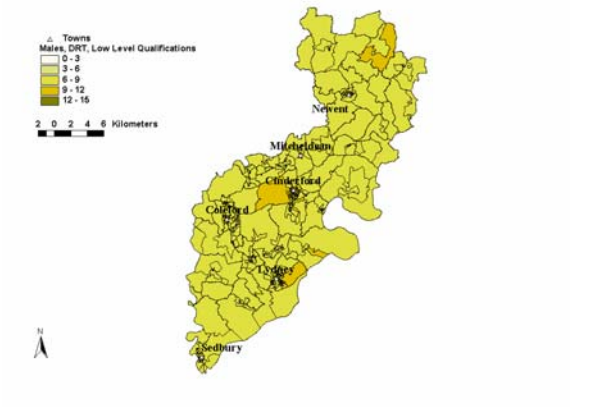 Towns
Males, DRT, Low Level Qualifications
0 - 3
3 - 6
6 - 9
9 - 12
12 - 15
2 0 2 4 6 Kilometers
Newent
Mitcheldean
Cinderford
Coleford
Lydney
Sedbury
N